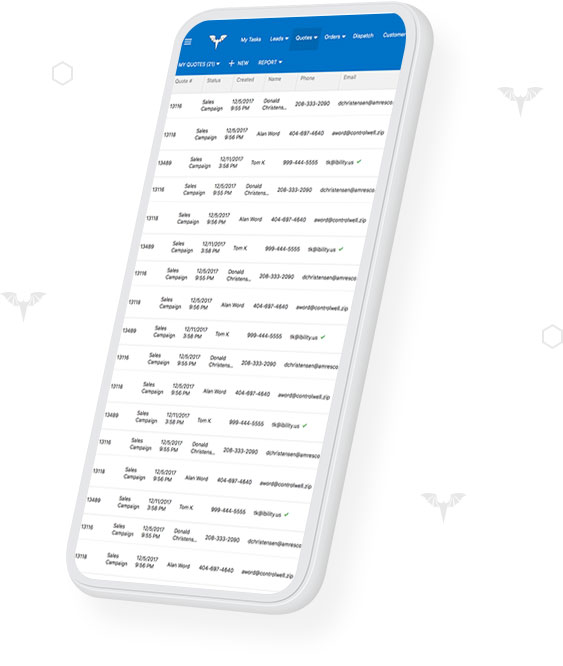 My Tasks Leads Quotes Orders Dispatch Customer
MY QUOTES (21) + NEW REPORT
Quote # Status Created Name Phone Email
13116 Sales Campaign 12/5/2017 9:55 PM Donald Christens... 208-333-2090 dchristensen@amresco
13118 Sales Campaign 12/5/2017 9:56 PM Alan Word 404-697-4640 aword@controlwell.zip
13489 Sales Campaign 12/11/2017 3:58 PM Tom K 999-444-5555 tk@ibility.us ✔
13116 Sales Campaign 12/5/2017 9:55 PM Donald Christens... 208-333-2090 dchristensen@amresco
13118 Sales Campaign 12/5/2017 9:56 PM Alan Word 404-697-4640 aword@controlwell.zip
13489 Sales Campaign 12/11/2017 3:58 PM Tom K 999-444-5555 tk@ibility.us ✔
13116 Sales Campaign 12/5/2017 9:55 PM Donald Christens... 208-333-2090 dchristensen@amresco
13118 Sales Campaign 12/5/2017 9:56 PM Alan Word 404-697-4640 aword@controlwell.zip
13489 Sales Campaign 12/11/2017 3:58 PM Tom K 999-444-5555 tk@ibility.us ✔
13116 Sales Campaign 12/5/2017 9:55 PM Donald Christens... 208-333-2090 dchristensen@amresco
13118 Sales Campaign 12/5/2017 9:56 PM Alan Word 404-697-4640 aword@controlwell.zip
13489 Sales Campaign 12/11/2017 3:58 PM Tom K 999-444-5555 tk@ibility.us ✔
13116 Sales Campaign 12/5/2017 9:55 PM Donald Christens... 208-333-2090 dchristensen@amresco
13118 Sales Campaign 12/5/2017 9:56 PM Alan Word 404-697-4640 aword@controlwell.zip
13489 Sales Campaign 12/11/2017 3:58 PM Tom K 999-444-5555 tk@ibility.us ✔
13116 Sales Campaign 12/5/2017 9:55 PM Donald Christens... 208-333-2090 dchristensen@amresco
13118 Sales Campaign 12/5/2017 9:56 PM Alan Word 404-697-4640 aword@controlwell.zip